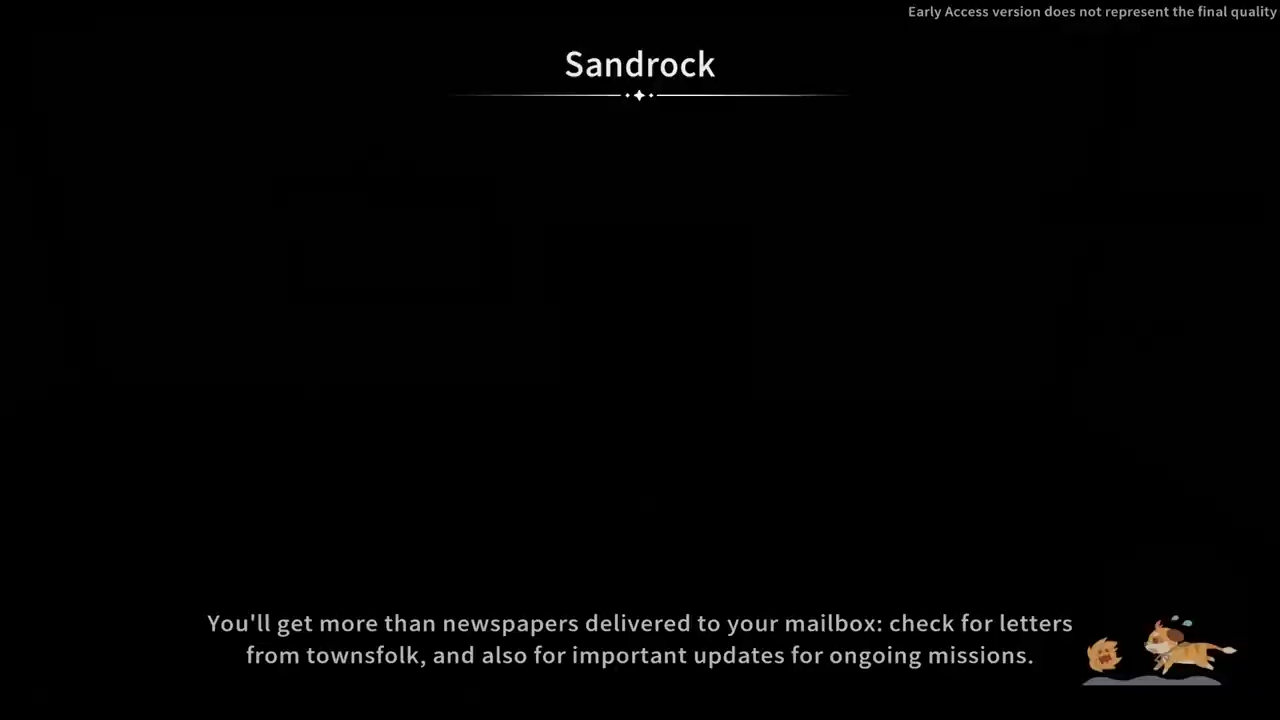 Early Access version does not represent the final quality
Sandrock
You'll get more than newspapers delivered to your mailbox: check for letters
from townsfolk, and also for important updates for ongoing missions.